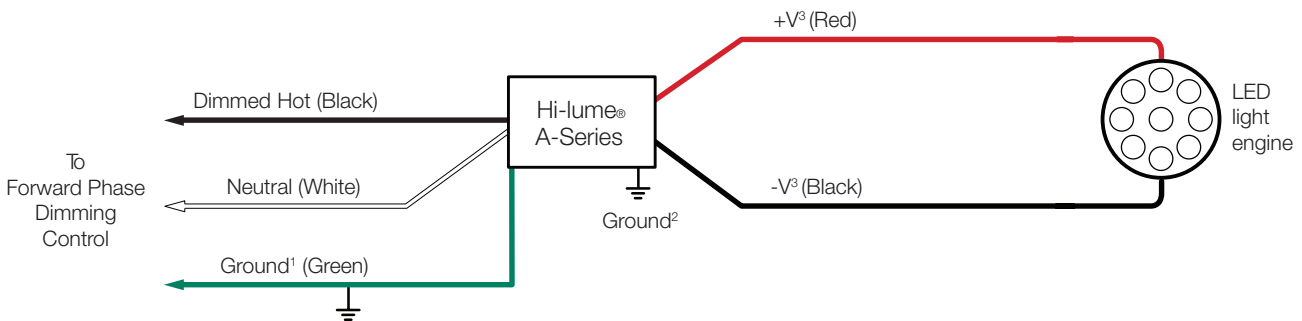 +V³ (Red)
Dimmed Hot (Black)
Hi-lume®
A-Series
LED
light
engine
To
Forward Phase
Dimming
Control
Neutral (White)
-V³ (Black)
Ground²
Ground¹ (Green)